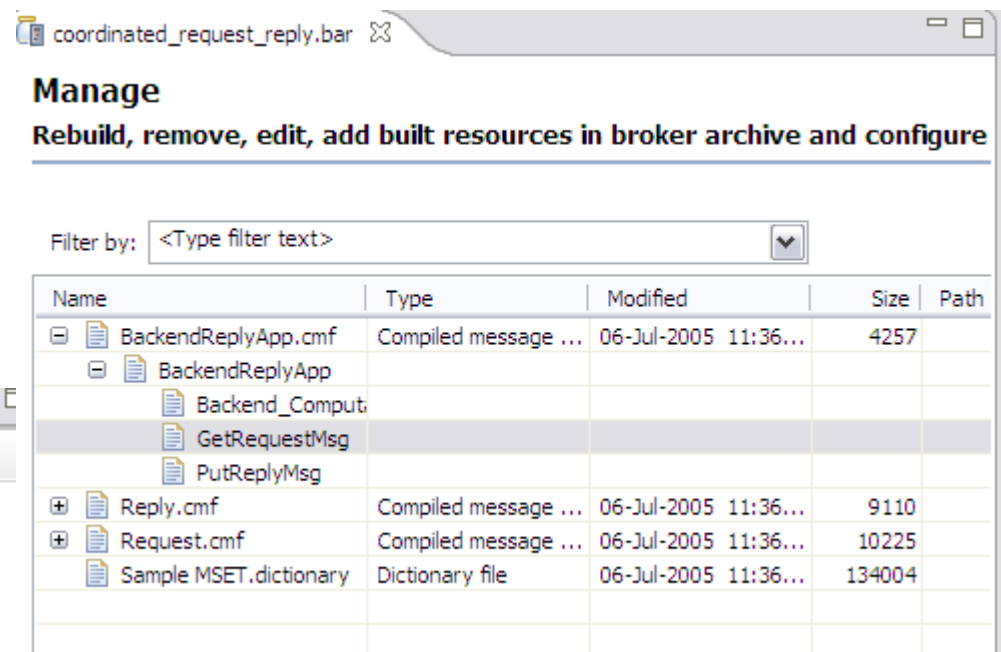 coordinated_request_reply.bar
Manage
Rebuild, remove, edit, add built resources in broker archive and configure
Filter by: <Type filter text>
Name Type Modified Size Path
BackendReplyApp.cmf Compiled message ... 06-Jul-2005 11:36... 4257
BackendReplyApp
Backend_Computa
GetRequestMsg
PutReplyMsg
Reply.cmf Compiled message ... 06-Jul-2005 11:36... 9110
Request.cmf Compiled message ... 06-Jul-2005 11:36... 10225
Sample MSET.dictionary Dictionary file 06-Jul-2005 11:36... 134004